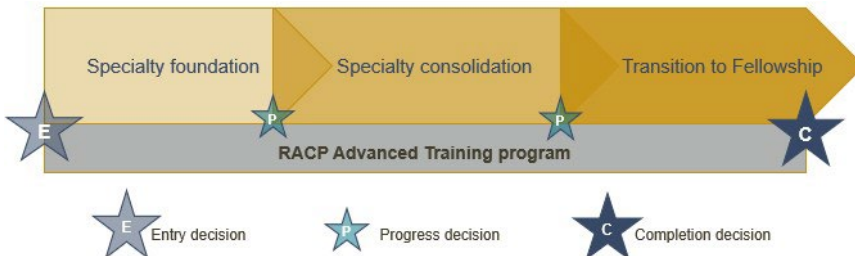 Specialty foundation
Specialty consolidation
Transition to Fellowship
E
P
P
C
RACP Advanced Training program
E
Entry decision
P
Progress decision
C
Completion decision